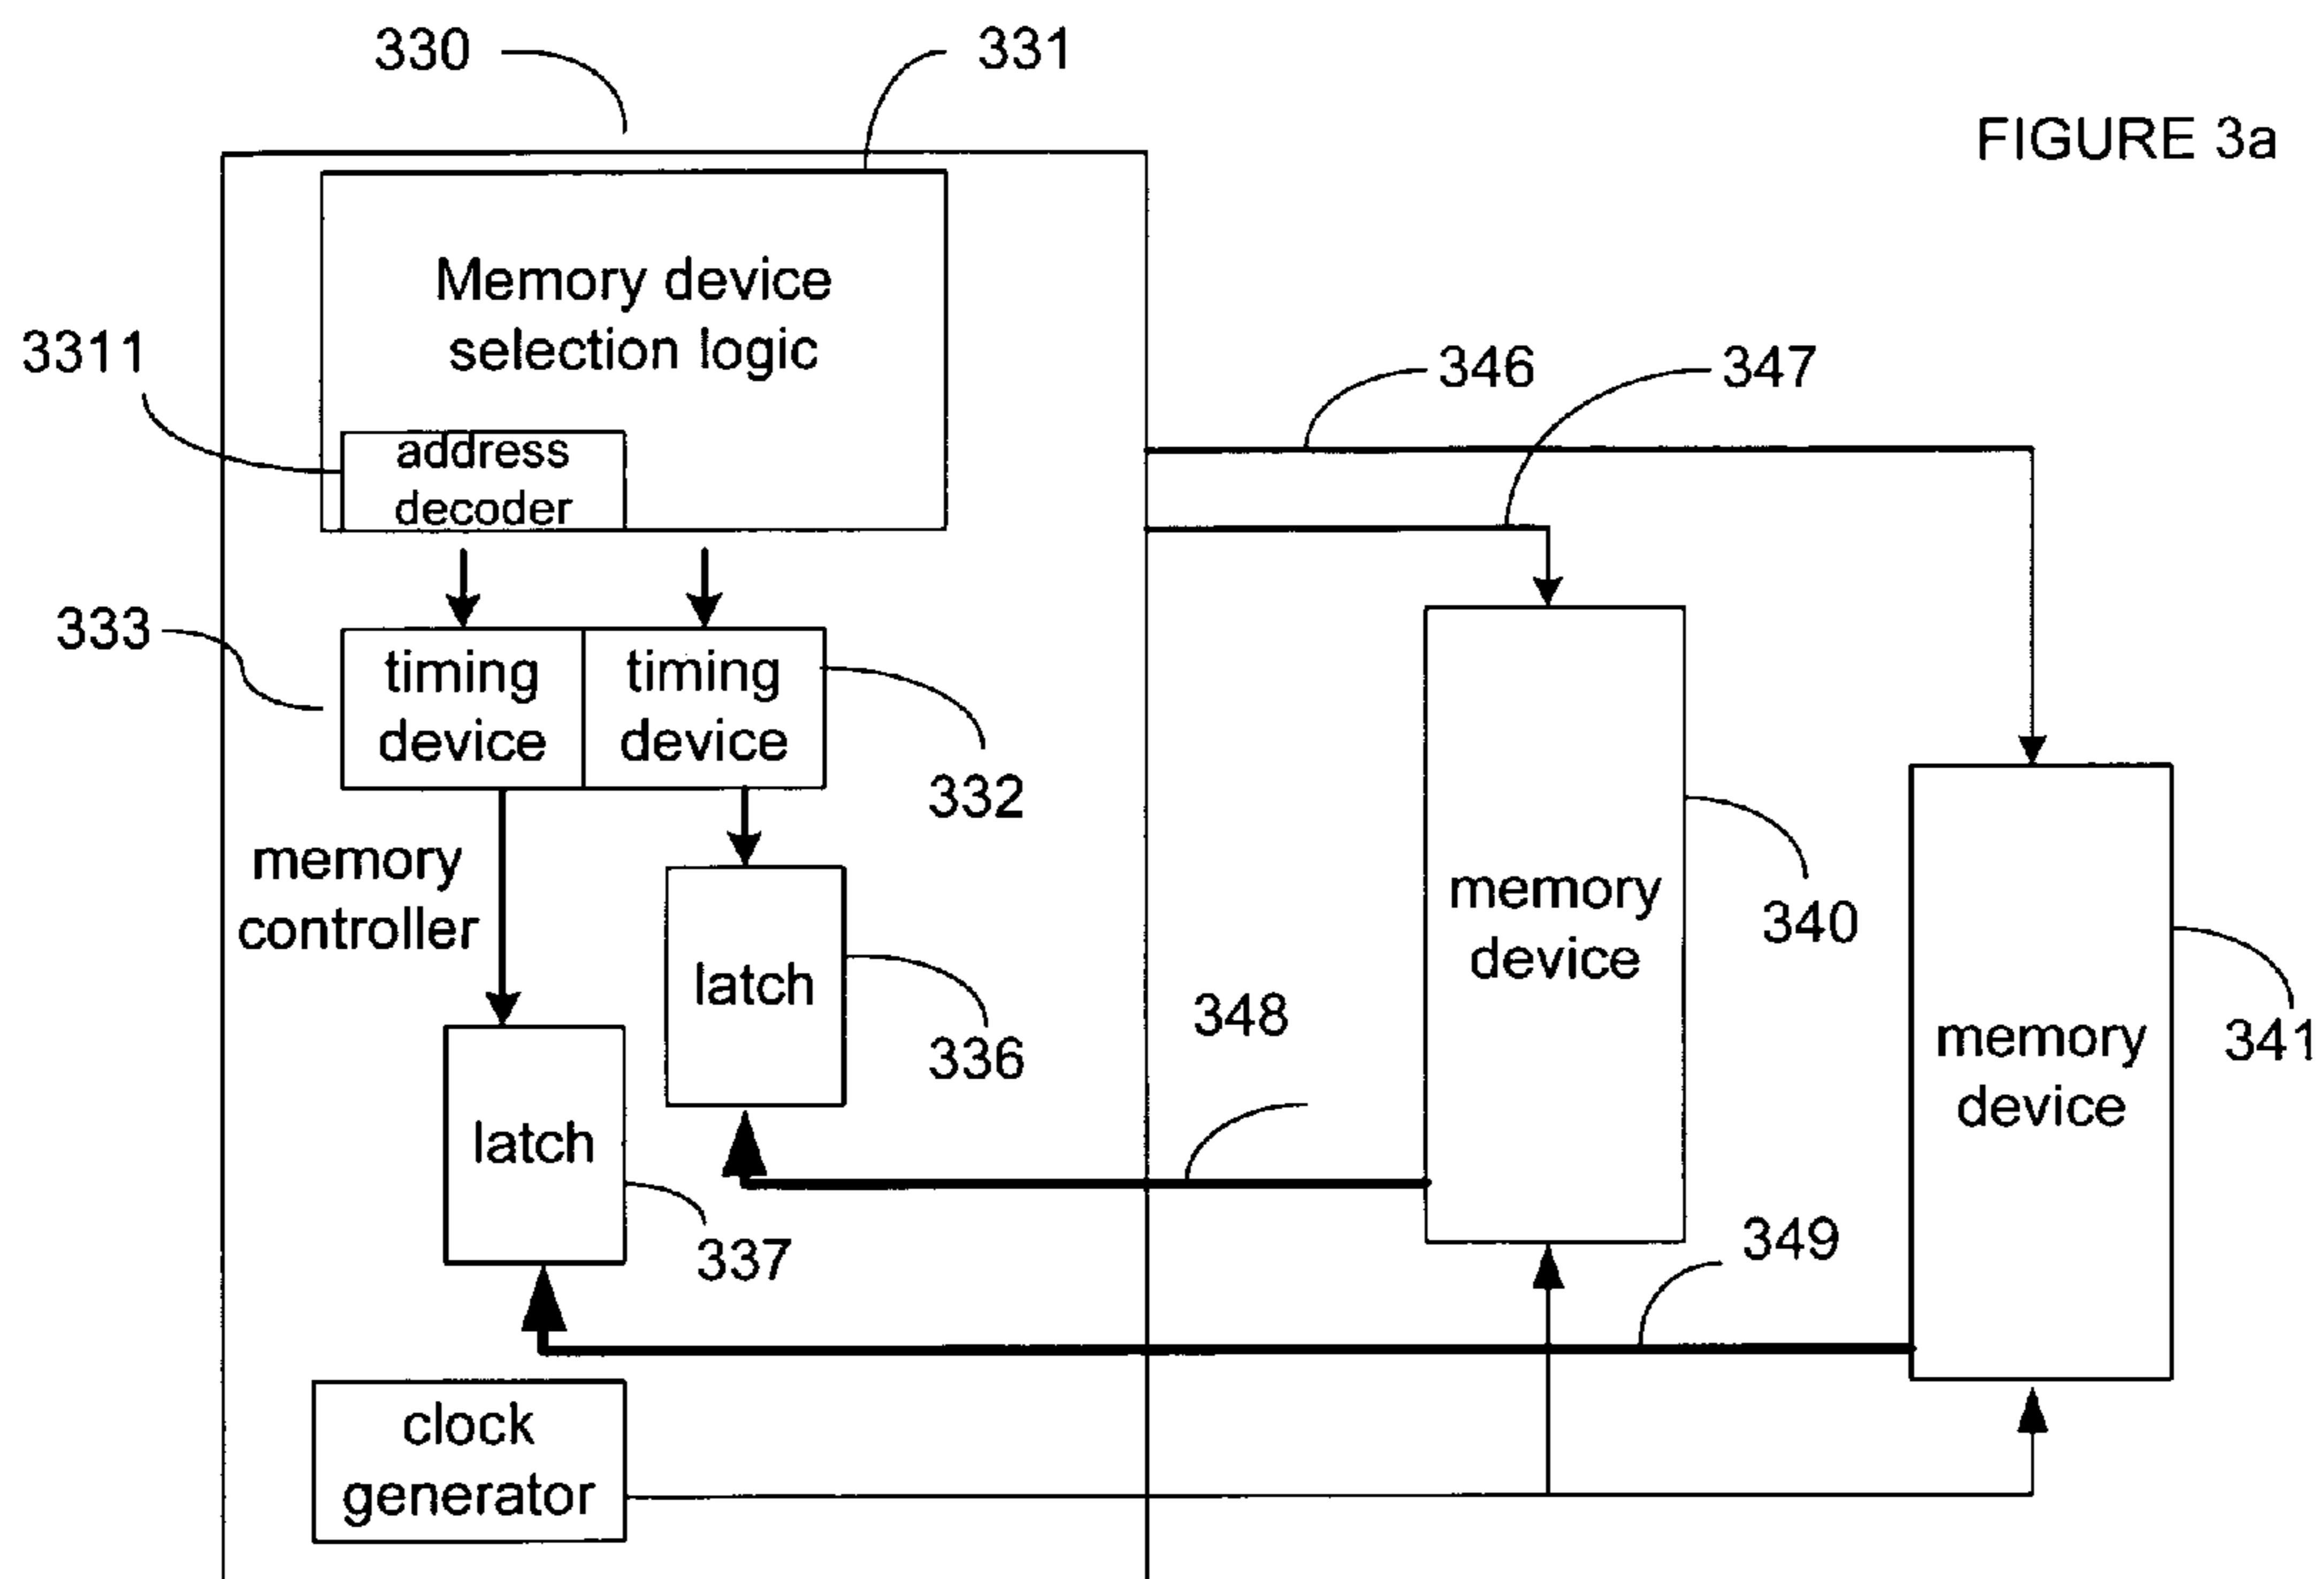 330
331
FIGURE 3a
Memory device
selection logic
3311
346
347
address
decoder
333
timing
device
timing
device
332
memory
controller
latch
336
memory
device
340
348
memory
device
341
latch
337
349
clock
generator